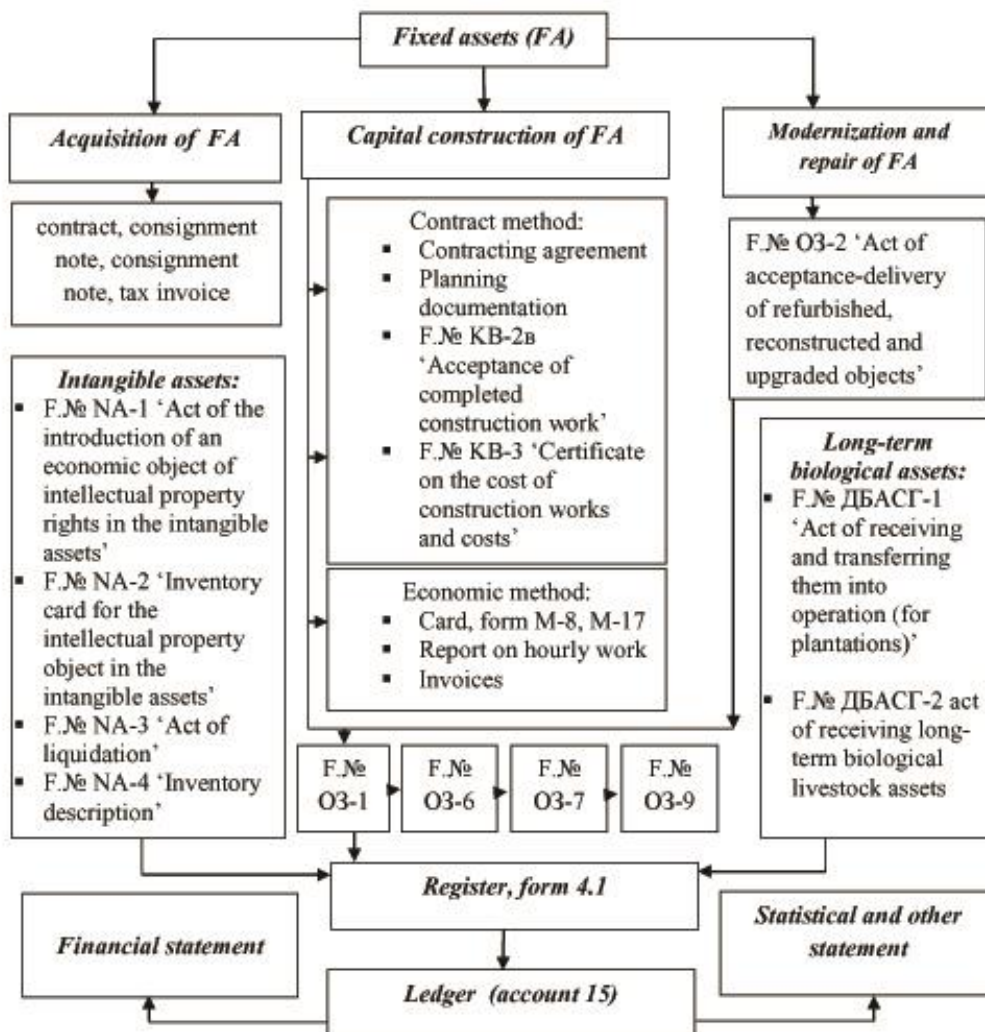 Fixed assets (FA)
Acquisition of FA
Capital construction of FA
Modernization and
repair of FA
contract, consignment
note, consignment
note, tax invoice
Contract method:
▪ Contracting agreement
▪ Planning
documentation
▪ F.№ КВ-2в
‘Acceptance of
completed
construction work’
▪ F.№ КВ-3 ‘Certificate
on the cost of
construction works
and costs’
F.№ ОЗ-2 ‘Act of
acceptance-delivery
of refurbished,
reconstructed and
upgraded objects’
Intangible assets:
▪ F.№ NA-1 ‘Act of the
introduction of an
economic object of
intellectual property
rights in the intangible
assets’
▪ F.№ NA-2 ‘Inventory
card for the
intellectual property
object in the
intangible assets’
▪ F.№ NA-3 ‘Act of
liquidation’
▪ F.№ NA-4 ‘Inventory
description’
Economic method:
▪ Card, form M-8, M-17
▪ Report on hourly work
▪ Invoices
Long-term
biological assets:
▪ F.№ ДБАСГ-1
‘Act of receiving
and transferring
them into
operation (for
plantations)’
▪ F.№ ДБАСГ-2 act
of receiving long-
term biological
livestock assets
F.№
ОЗ-1
F.№
ОЗ-6
F.№
ОЗ-7
F.№
ОЗ-9
Register, form 4.1
Financial statement
Statistical and other
statement
Ledger (account 15)